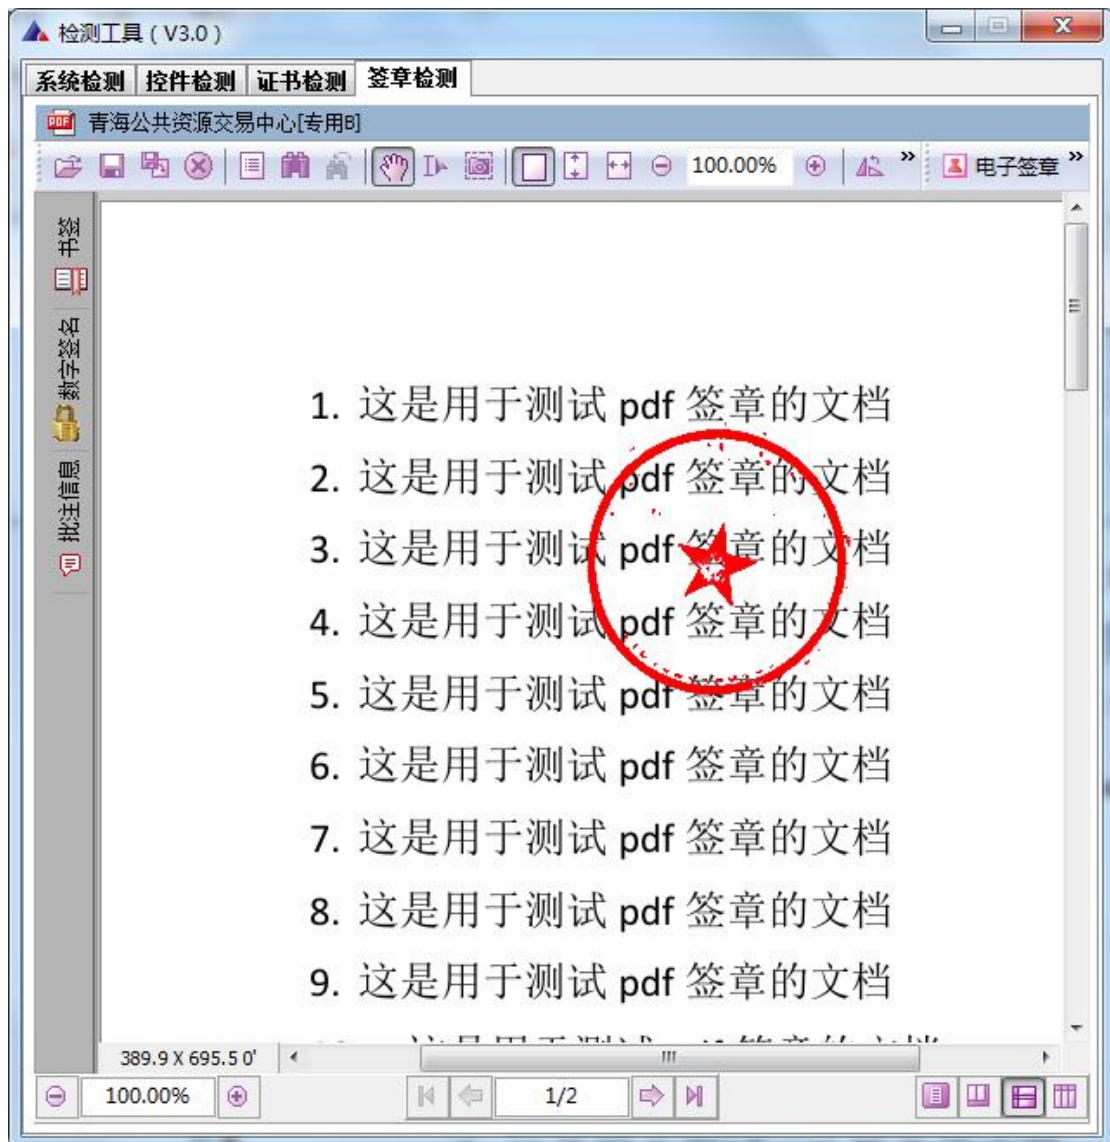 检测工具（V3.0）
系统检测 控件检测 证书检测 签章检测
青海公共资源交易中心[专用B]
100.00% » 电子签章 »
书签
数字签名
批注信息
1. 这是用于测试 pdf 签章的文档
2. 这是用于测试 pdf 签章的文档
3. 这是用于测试 pdf 签章的文档
4. 这是用于测试 pdf 签章的文档
5. 这是用于测试 pdf 签章的文档
6. 这是用于测试 pdf 签章的文档
7. 这是用于测试 pdf 签章的文档
8. 这是用于测试 pdf 签章的文档
9. 这是用于测试 pdf 签章的文档
389.9 X 695.5 0'
100.00% 1/2